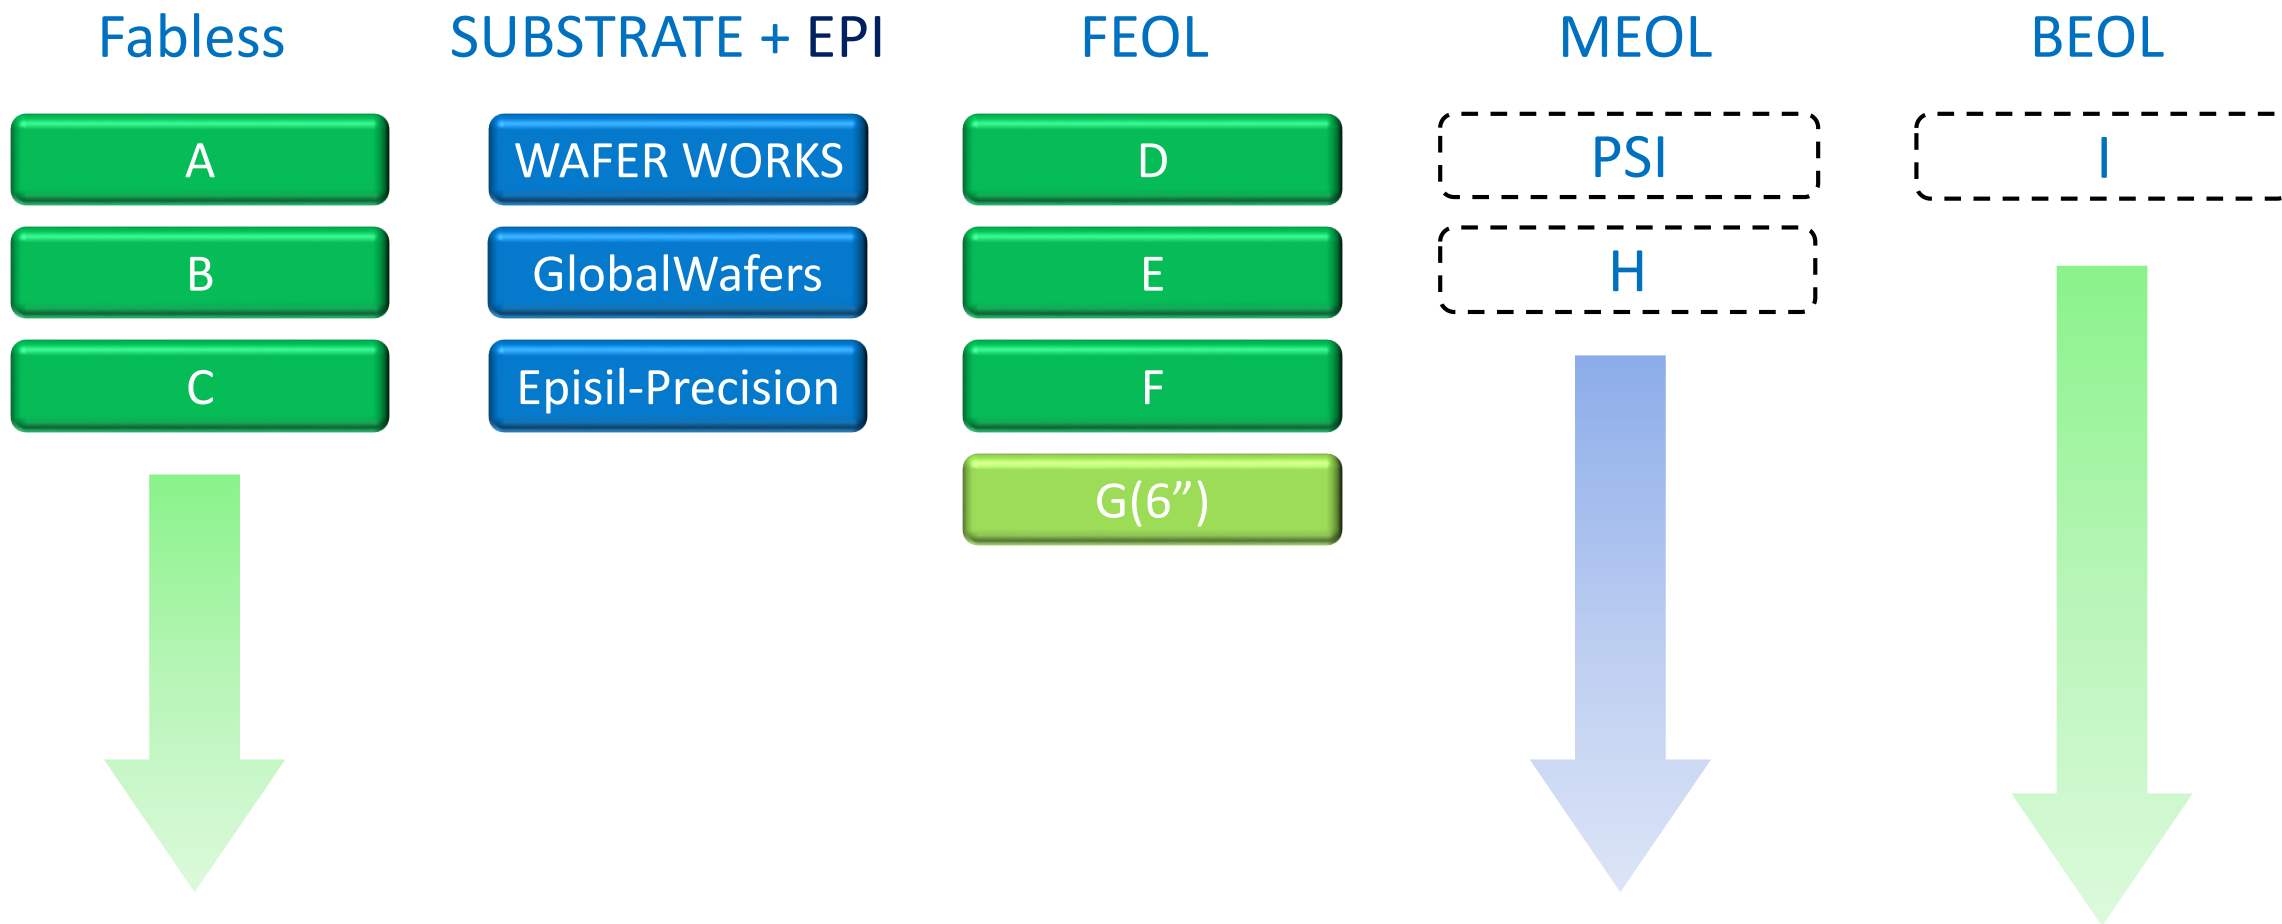 Fabless
SUBSTRATE + EPI
FEOL
MEOL
BEOL
A
WAFER WORKS
D
PSI
I
B
GlobalWafers
E
H
C
Episil-Precision
F
G(6”)